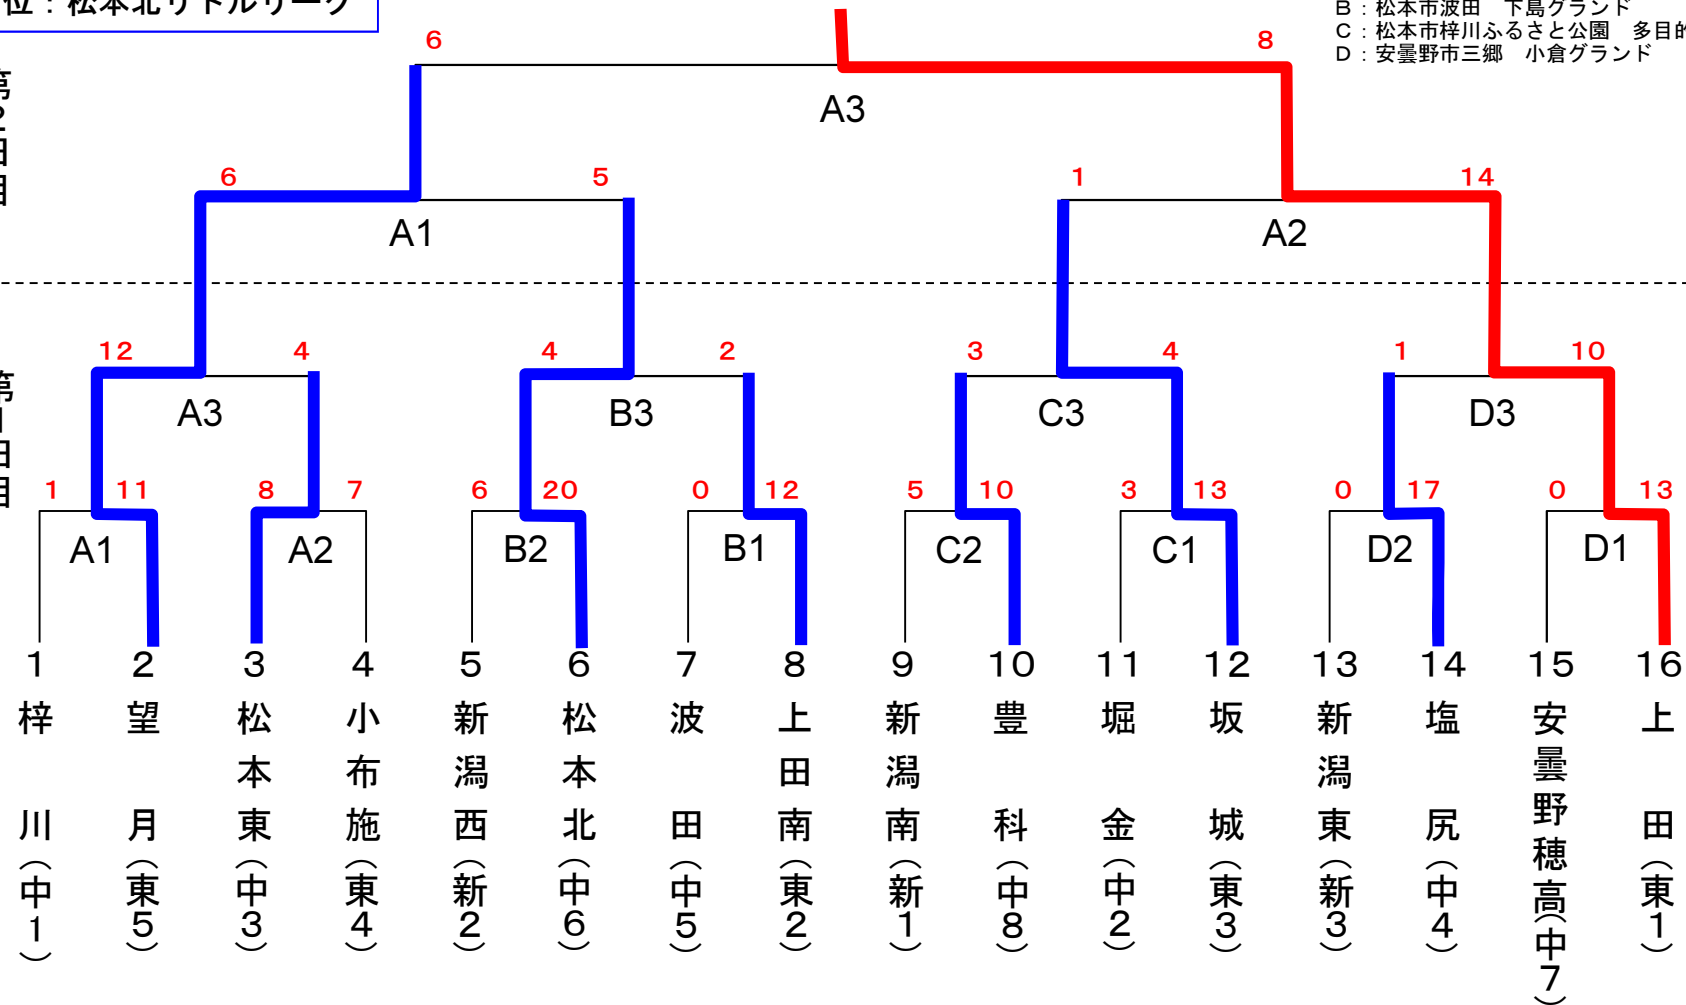 位：松本北リトルリーグ
B：松本市波田　下島グランド
C：松本市梓川ふるさと公園　多目的
D：安曇野市三郷　小倉グランド
6 8
A3
第2日目
6 5 1 14
A1 A2
12 4 4 2 3 4 1 10
A3 B3 C3 D3
第1日目
1 11 8 7 6 20 0 12 5 10 3 13 0 17 0 13
A1 A2 B2 B1 C2 C1 D2 D1
1 2 3 4 5 6 7 8 9 10 11 12 13 14 15 16
梓川（中1）
望月（東5）
松本東（中3）
小布施（東4）
新潟西（新2）
松本北（中6）
波田（中5）
上田南（東2）
新潟南（新1）
豊科（中8）
堀金（中2）
坂城（東3）
新潟東（新3）
塩尻（中4）
安曇野穂高（中7）
上田（東1）